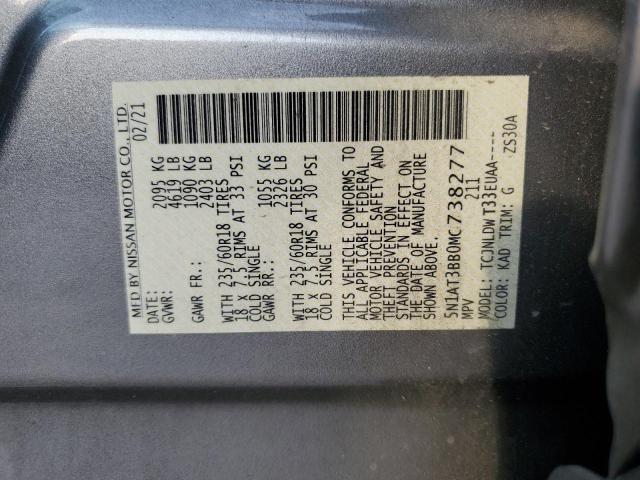 MFD BY NISSAN MOTOR CO., LTD.
DATE: 02/21
GVWR: 2095 KG
4619 LB
GAWR FR.: 1090 KG
2403 LB
WITH 235/60R18 TIRES
18 x 7.5 RIMS AT 33 PSI
COLD SINGLE
GAWR RR.: 1055 KG
2326 LB
WITH 235/60R18 TIRES
18 x 7.5 RIMS AT 30 PSI
COLD SINGLE
THIS VEHICLE CONFORMS TO
ALL APPLICABLE FEDERAL
MOTOR VEHICLE SAFETY AND
THEFT PREVENTION
STANDARDS IN EFFECT ON
THE DATE OF MANUFACTURE
SHOWN ABOVE.
5N1AT3BB0MC738277
MPV 211
MODEL: TCJNLDWT33EUAA----
COLOR: KAD TRIM: G ZS30A